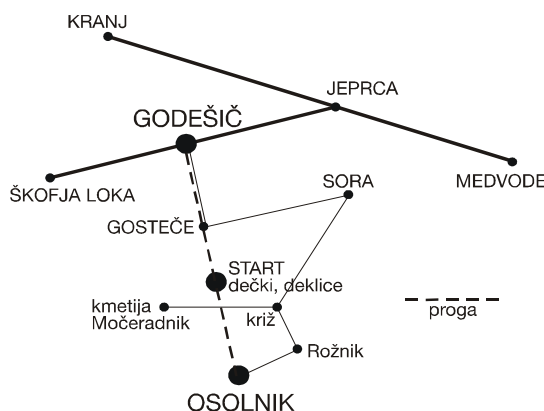 KRANJ
JEPRCA
GODEŠIČ
ŠKOFJA LOKA
SORA
MEDVODE
GOSTEČE
START
dečki, deklice
kmetija
Močeradnik
križ
proga
Rožnik
OSOLNIK